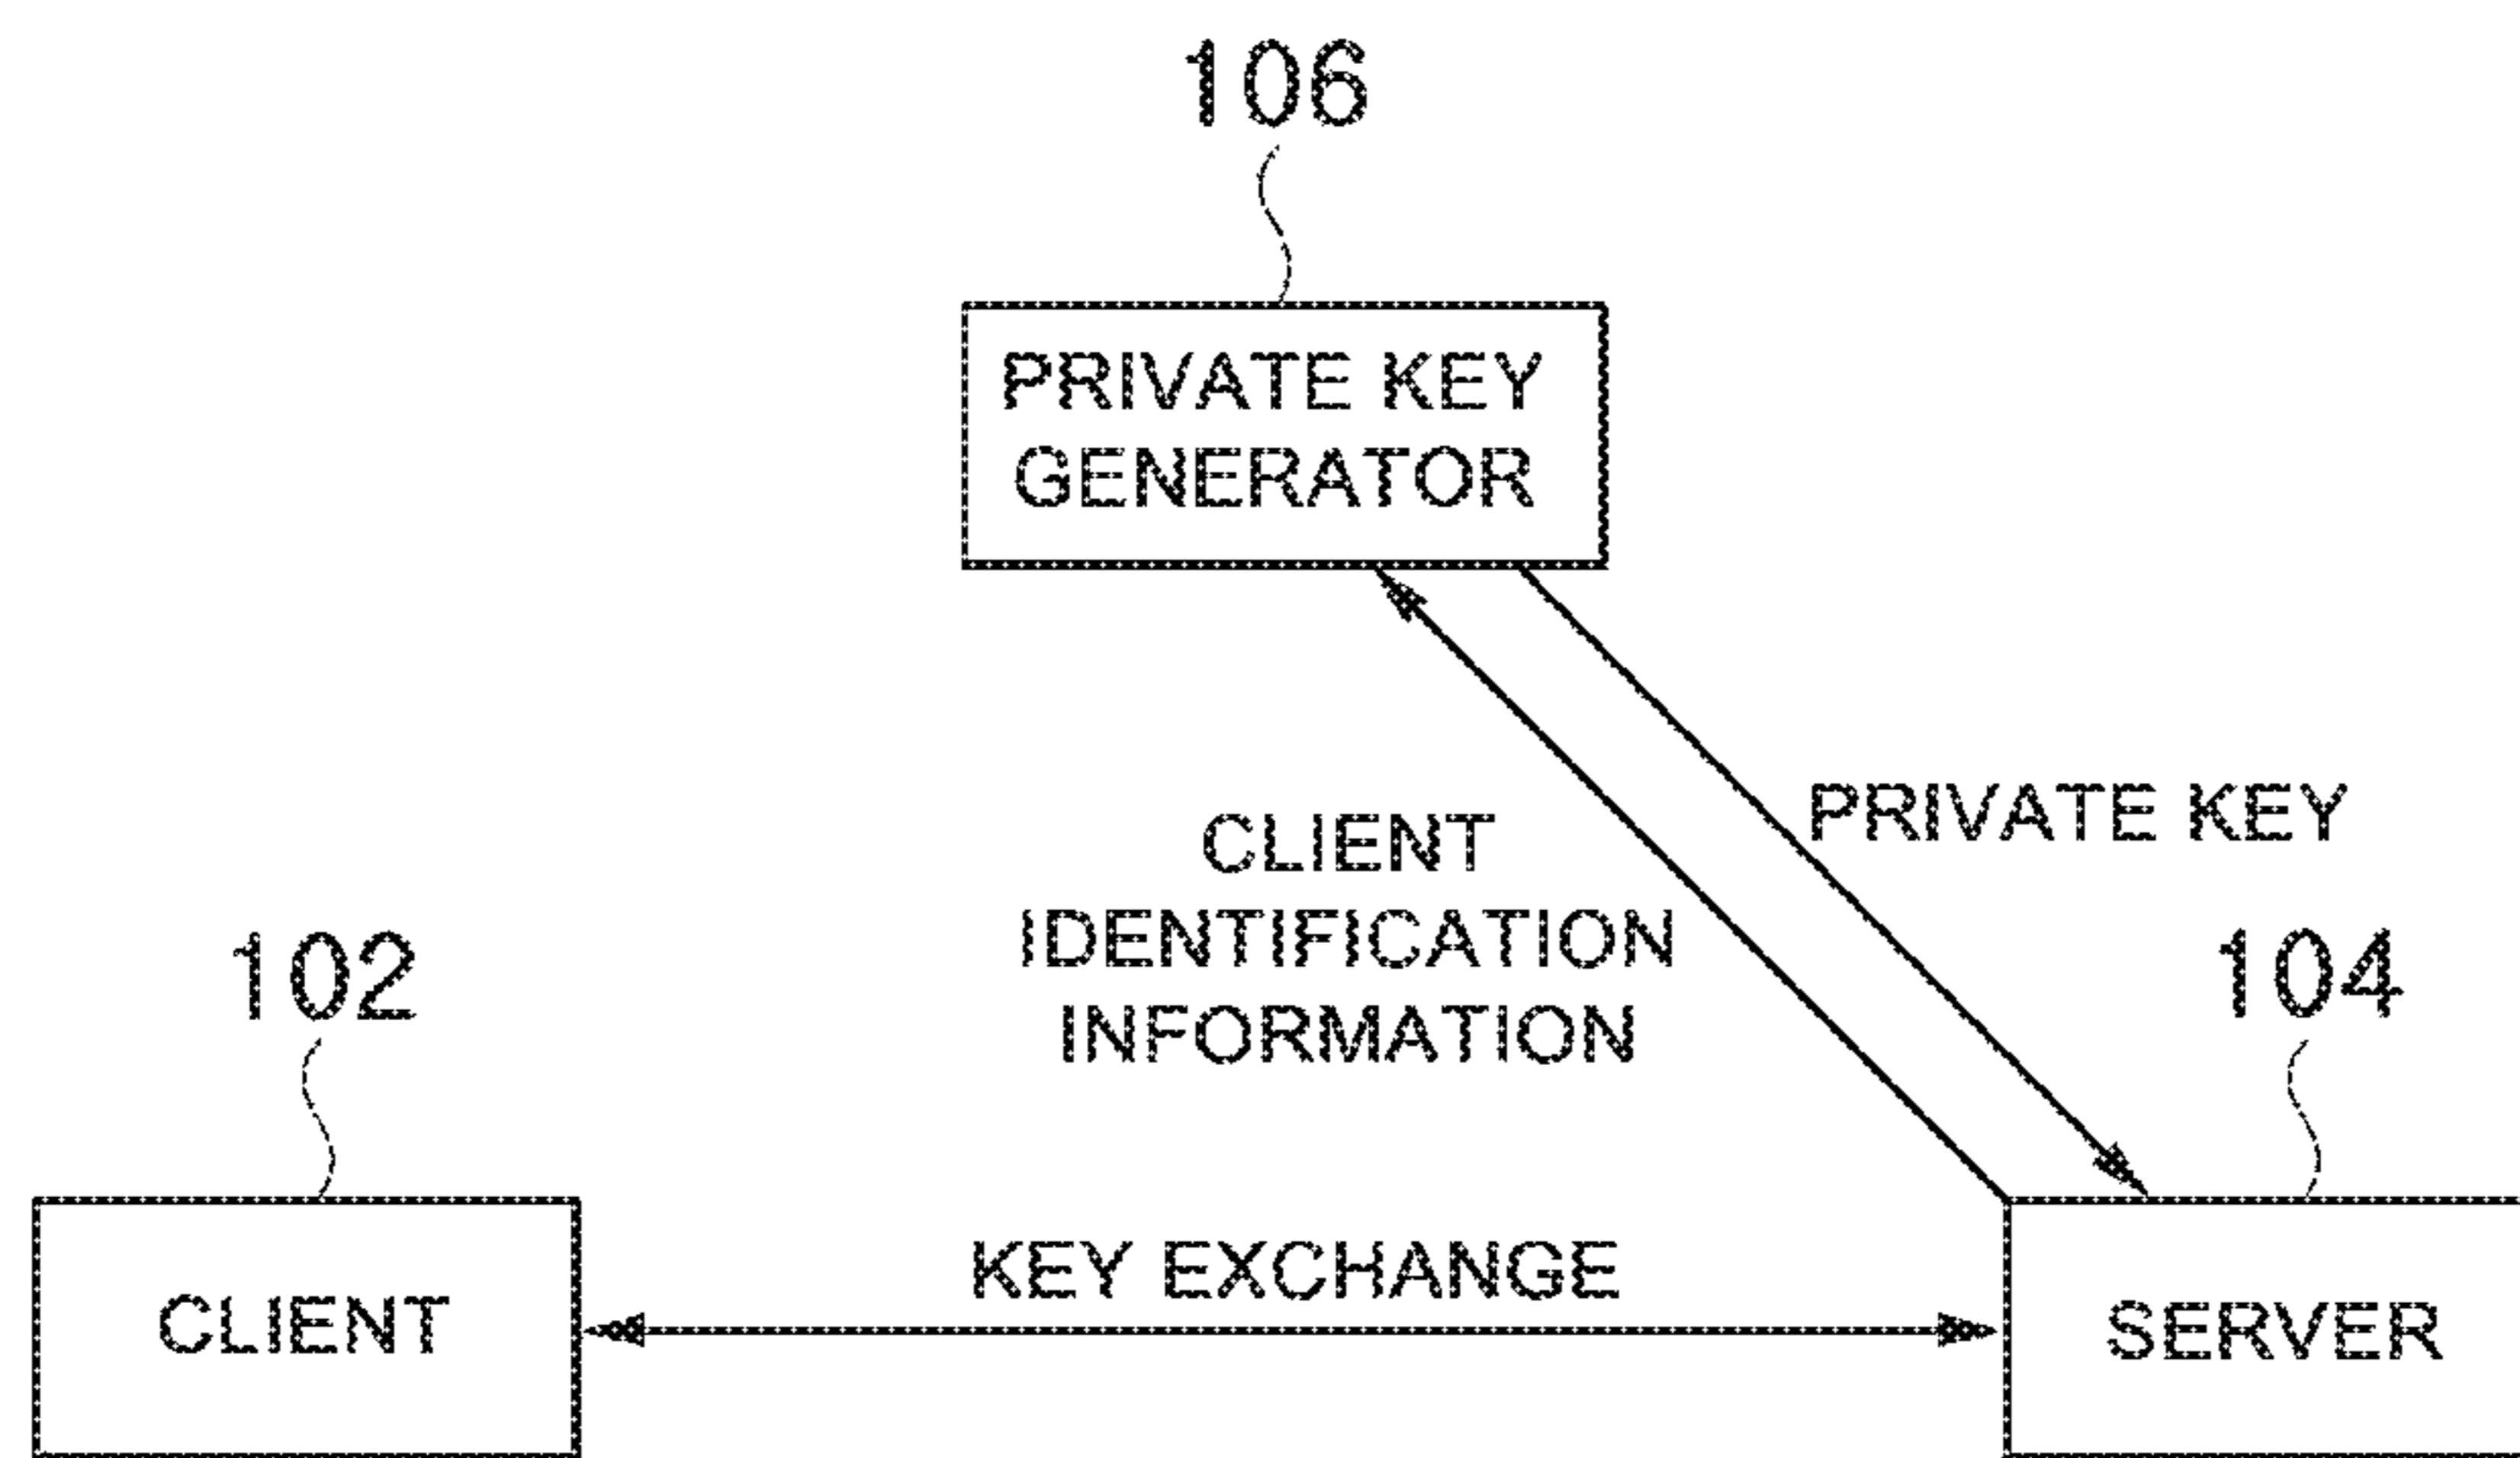 106
PRIVATE KEY
GENERATOR
PRIVATE KEY
CLIENT
IDENTIFICATION
INFORMATION
102
104
KEY EXCHANGE
CLIENT
SERVER